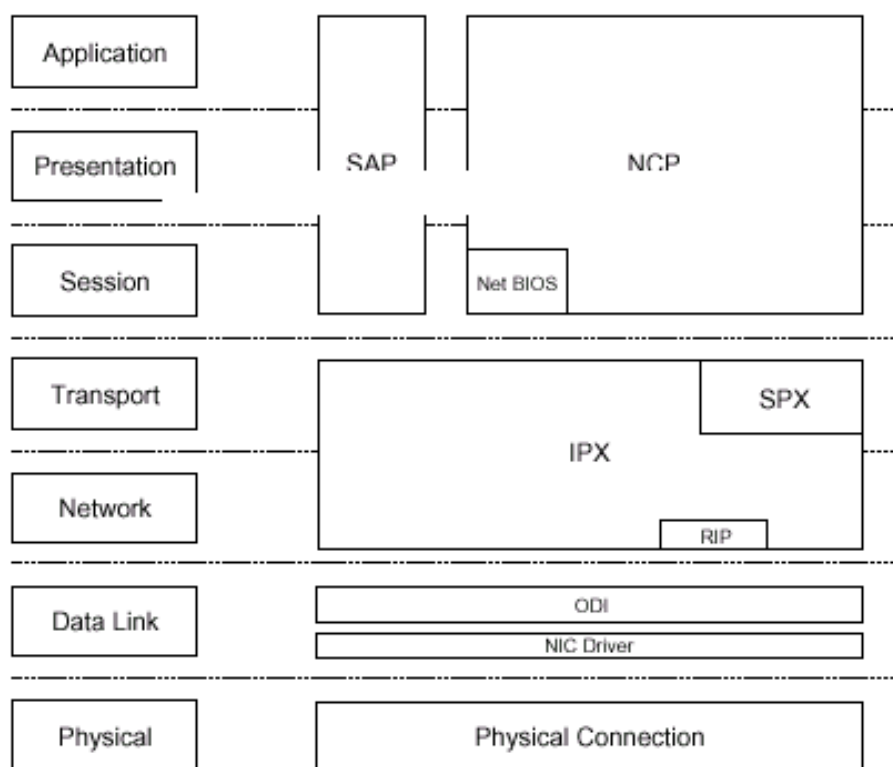 Application
Presentation
SAP
NCP
Session
Net BIOS
Transport
SPX
IPX
Network
RIP
Data Link
ODI
NIC Driver
Physical
Physical Connection